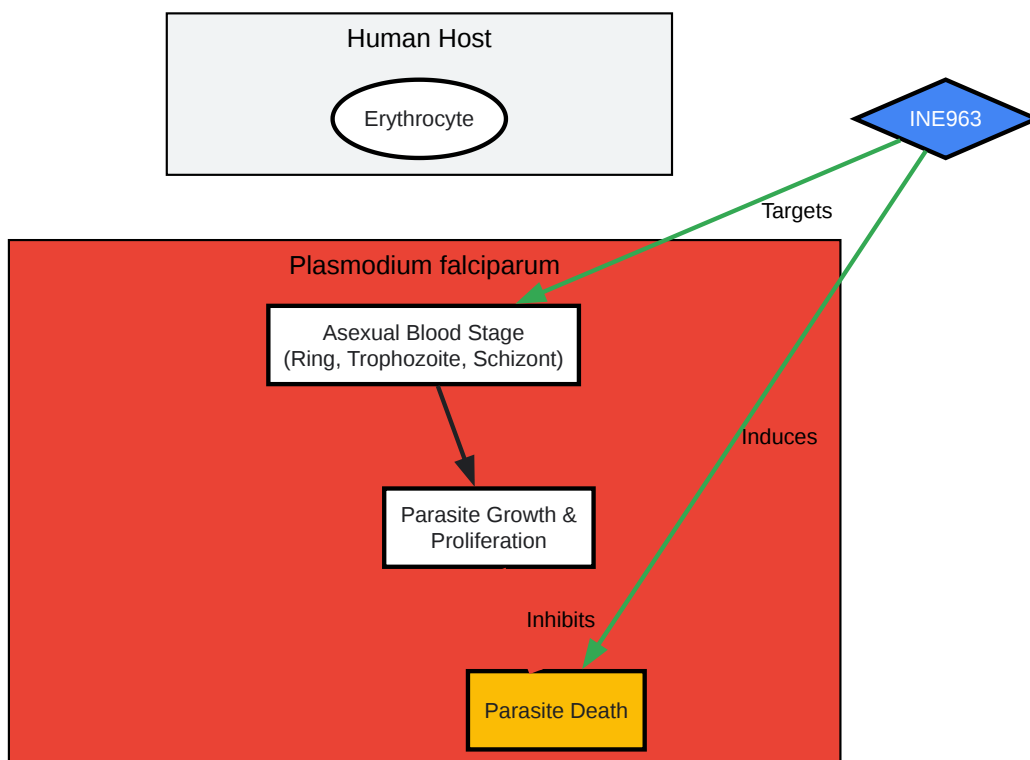 Human Host
Erythrocyte
INE963
Targets
Plasmodium falciparum
Asexual Blood Stage
(Ring, Trophozoite, Schizont)
Induces
Parasite Growth &
Proliferation
Inhibits
Parasite Death